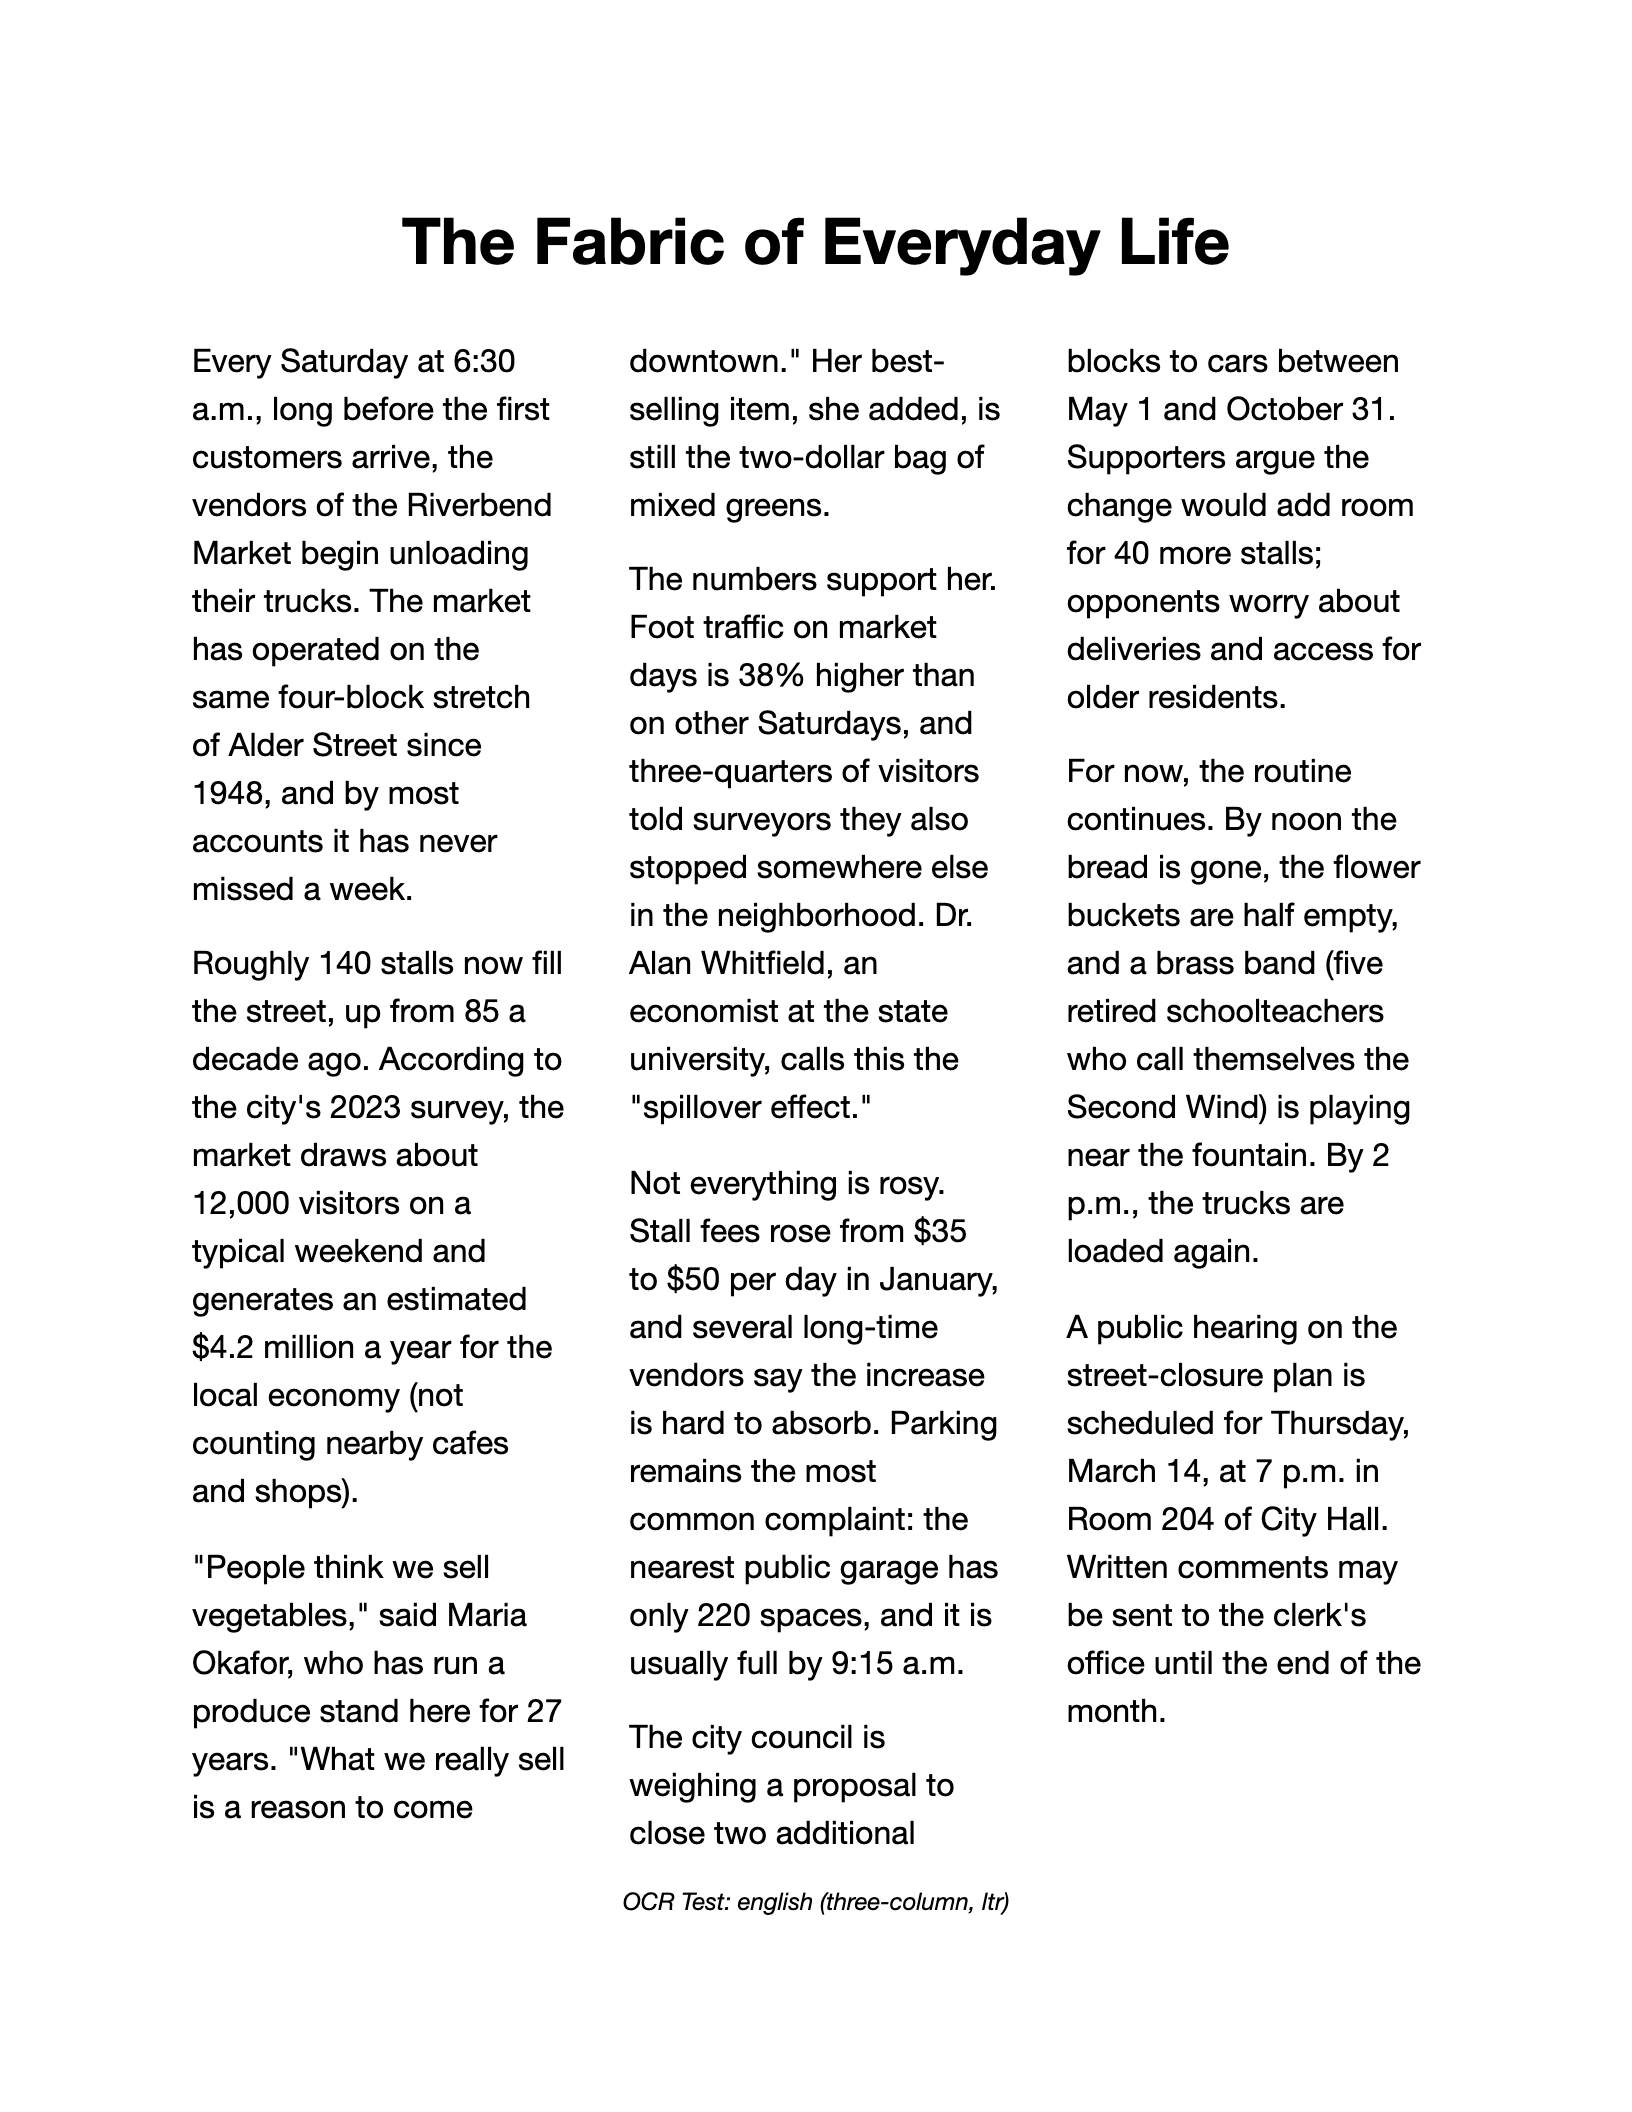 The Fabric of Everyday Life
Every Saturday at 6:30
a.m., long before the first
customers arrive, the
vendors of the Riverbend
Market begin unloading
their trucks. The market
has operated on the
same four-block stretch
of Alder Street since
1948, and by most
accounts it has never
missed a week.
Roughly 140 stalls now fill
the street, up from 85 a
decade ago. According to
the city's 2023 survey, the
market draws about
12,000 visitors on a
typical weekend and
generates an estimated
$4.2 million a year for the
local economy (not
counting nearby cafes
and shops).
"People think we sell
vegetables," said Maria
Okafor, who has run a
produce stand here for 27
years. "What we really sell
is a reason to come
downtown." Her best-
selling item, she added, is
still the two-dollar bag of
mixed greens.
The numbers support her.
Foot traffic on market
days is 38% higher than
on other Saturdays, and
three-quarters of visitors
told surveyors they also
stopped somewhere else
in the neighborhood. Dr.
Alan Whitfield, an
economist at the state
university, calls this the
"spillover effect."
Not everything is rosy.
Stall fees rose from $35
to $50 per day in January,
and several long-time
vendors say the increase
is hard to absorb. Parking
remains the most
common complaint: the
nearest public garage has
only 220 spaces, and it is
usually full by 9:15 a.m.
The city council is
weighing a proposal to
close two additional
blocks to cars between
May 1 and October 31.
Supporters argue the
change would add room
for 40 more stalls;
opponents worry about
deliveries and access for
older residents.
For now, the routine
continues. By noon the
bread is gone, the flower
buckets are half empty,
and a brass band (five
retired schoolteachers
who call themselves the
Second Wind) is playing
near the fountain. By 2
p.m., the trucks are
loaded again.
A public hearing on the
street-closure plan is
scheduled for Thursday,
March 14, at 7 p.m. in
Room 204 of City Hall.
Written comments may
be sent to the clerk's
office until the end of the
month.
OCR Test: english (three-column, ltr)